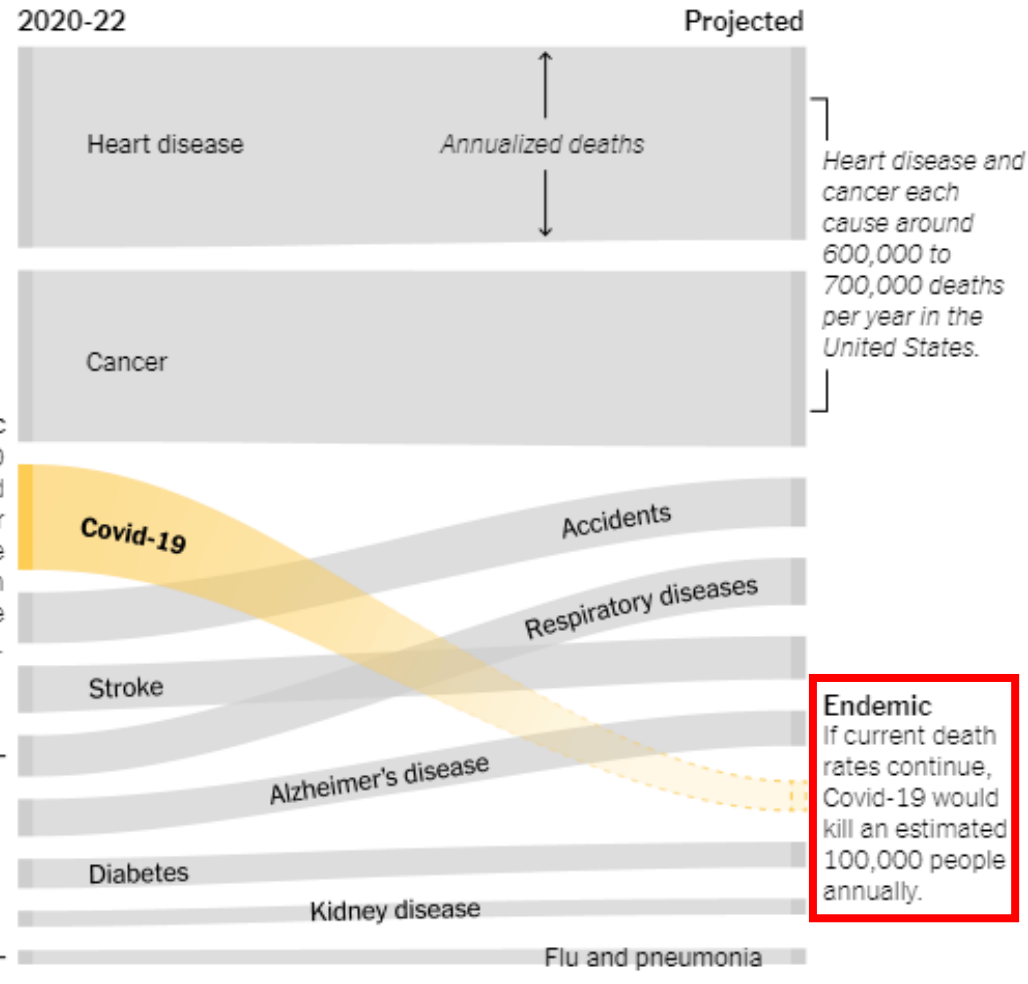 2020-22
Projected
Heart disease
Annualized deaths
Heart disease and
cancer each
cause around
600,000 to
700,000 deaths
per year in the
United States.
Cancer
Covid-19
Accidents
Respiratory diseases
Stroke
Endemic
If current death
rates continue,
Covid-19 would
kill an estimated
100,000 people
annually.
Alzheimer's disease
Diabetes
Kidney disease
Flu and pneumonia